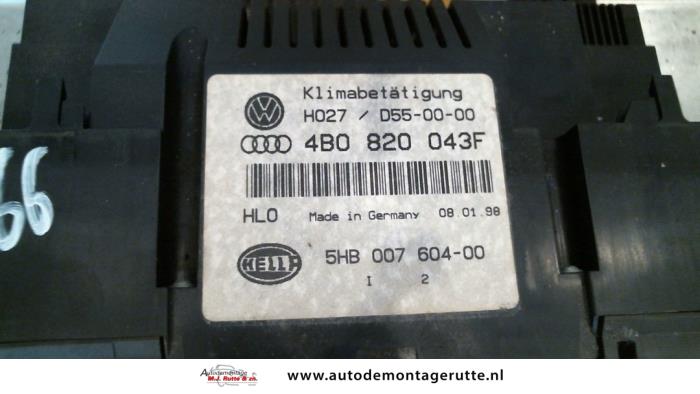 Klimabetätigung
H027 / D55-00-00
4B0 820 043F
HLO Made in Germany 08.01.98
HELLA 5HB 007 604-00
I 2
99
Autodemontage
M.J. Rutte & zn.
www.autodemontagerutte.nl